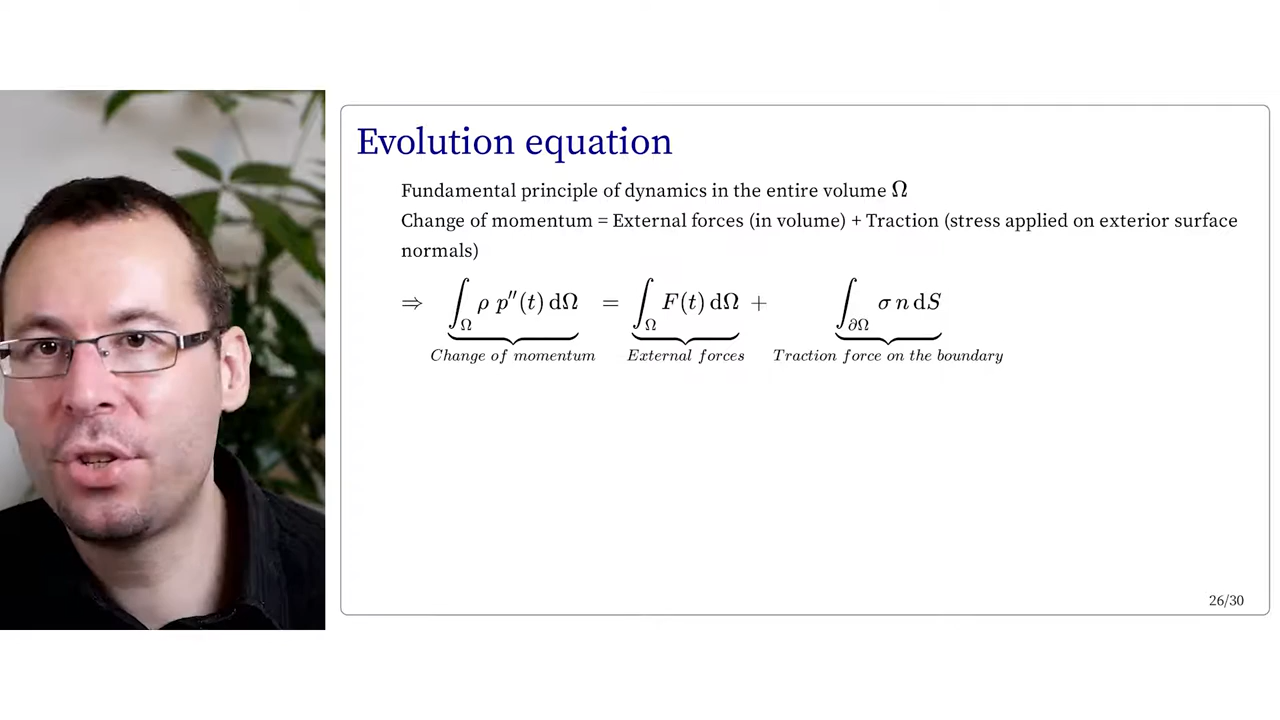 Evolution equation
Fundamental principle of dynamics in the entire volume Ω
Change of momentum = External forces (in volume) + Traction (stress applied on exterior surface
normals)
⇒ ∫_Ω ρ p′′(t) dΩ = ∫_Ω F(t) dΩ + ∫_∂Ω σ n dS
Change of momentum External forces Traction force on the boundary
26/30